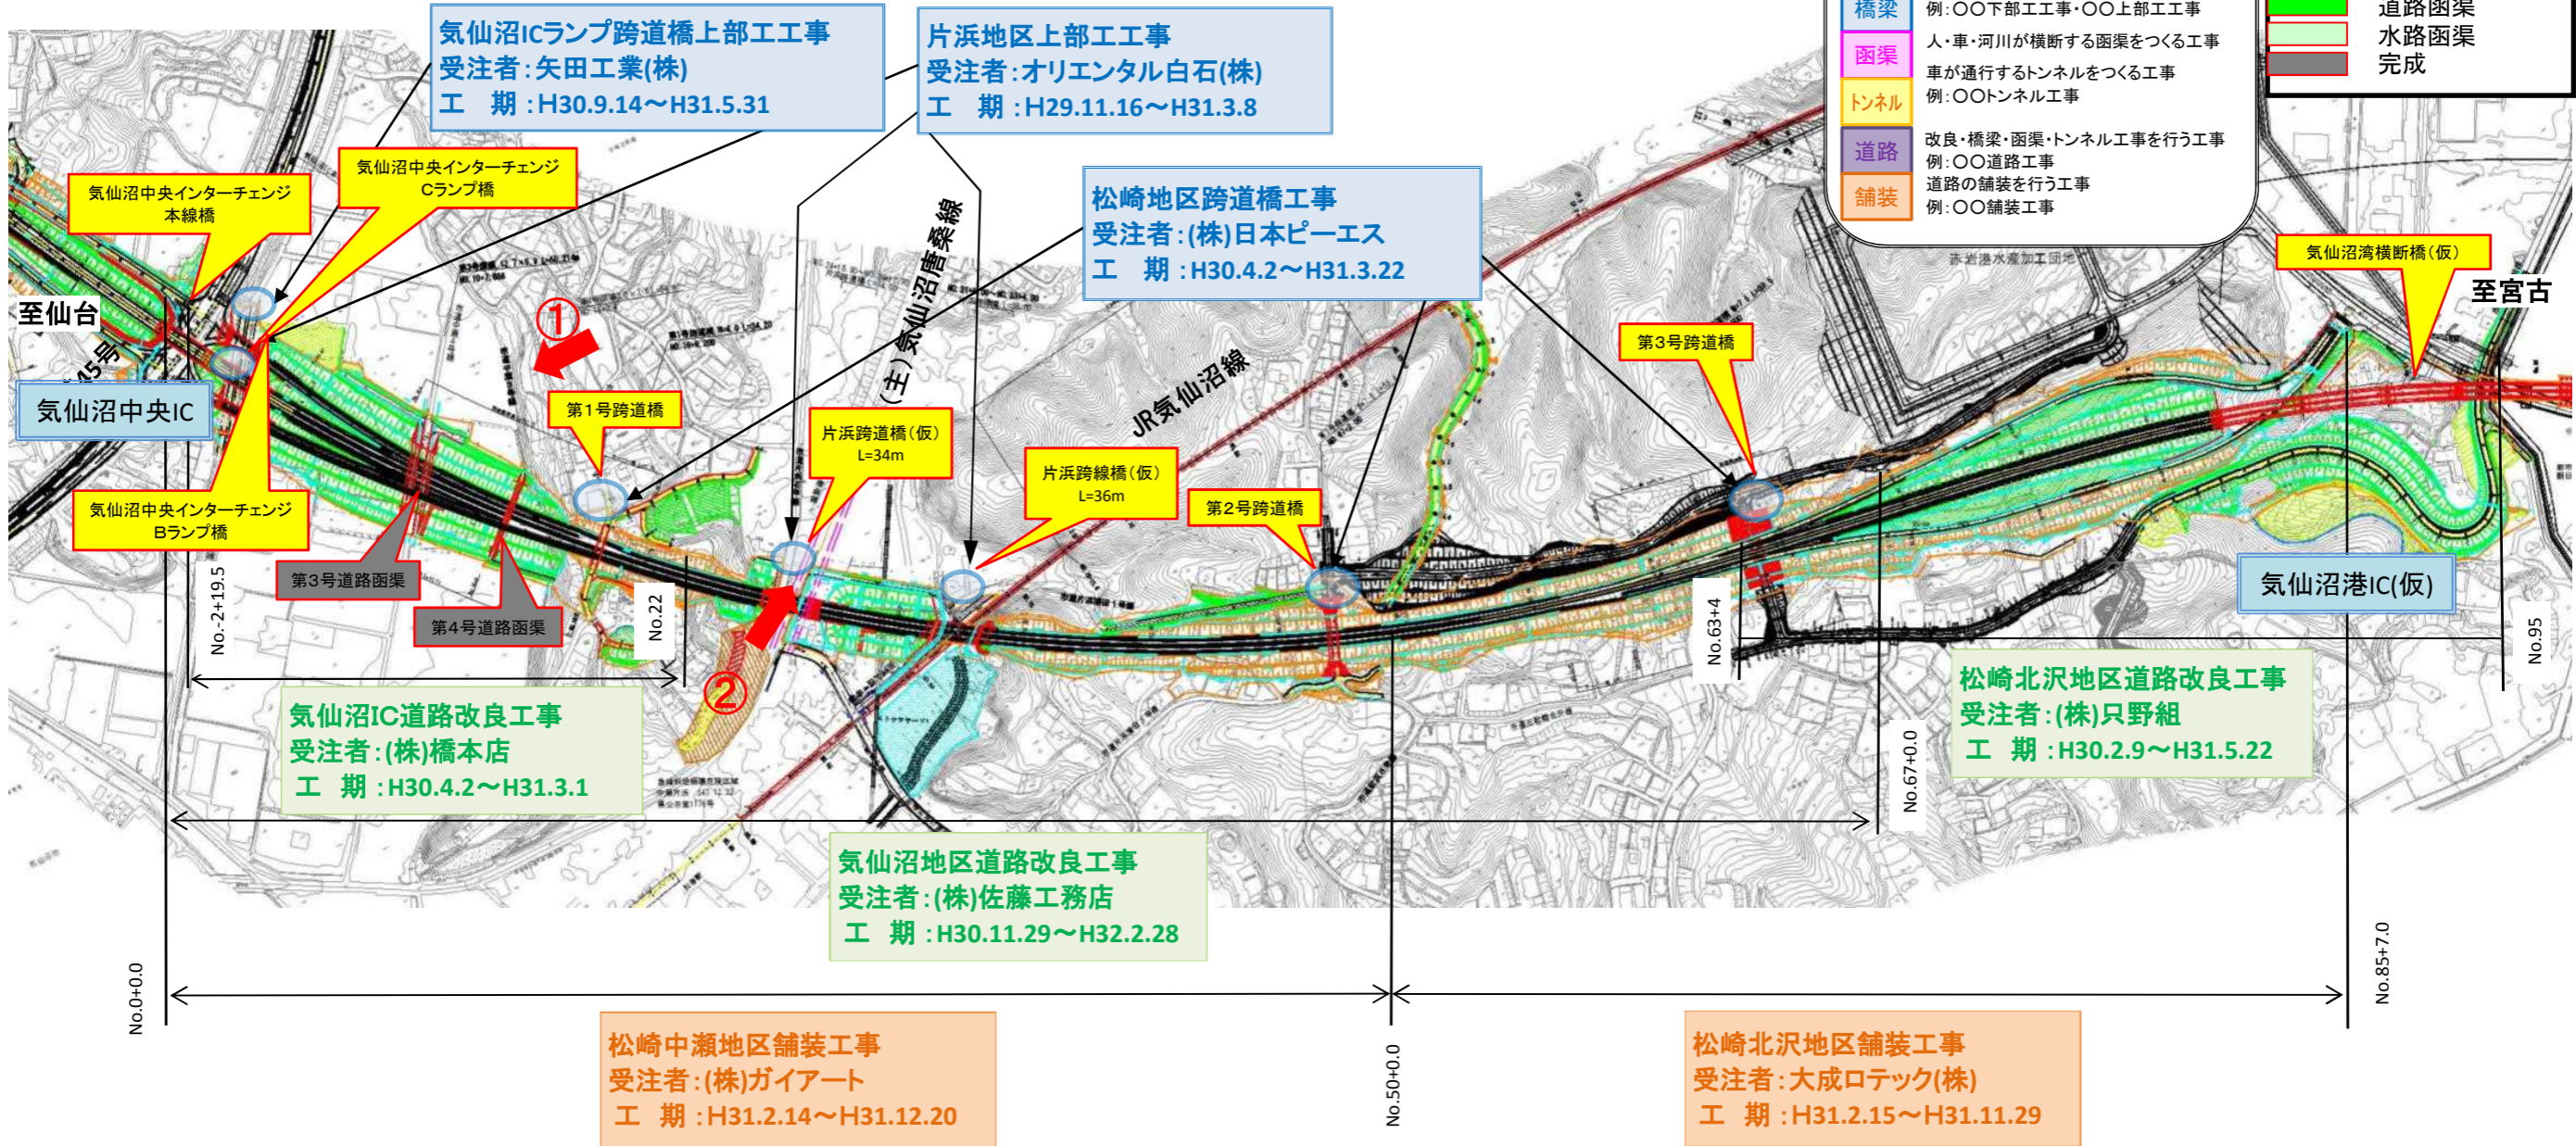 気仙沼ICランプ跨道橋上部工工事
受注者:矢田工業(株)
工 期:H30.9.14～H31.5.31
片浜地区上部工工事
受注者:オリエンタル白石(株)
工 期:H29.11.16～H31.3.8
橋梁
例:〇〇下部工工事・〇〇上部工工事
函渠
人・車・河川が横断する函渠をつくる工事
トンネル
車が通行するトンネルをつくる工事
例:〇〇トンネル工事
道路
改良・橋梁・函渠・トンネル工事を行う工事
例:〇〇道路工事
舗装
道路の舗装を行う工事
例:〇〇舗装工事
道路函渠
水路函渠
完成
気仙沼中央インターチェンジ
本線橋
気仙沼中央インターチェンジ
Cランプ橋
松崎地区跨道橋工事
受注者:(株)日本ピーエス
工 期:H30.4.2～H31.3.22
(主)気仙沼唐桑線
JR気仙沼線
赤岩港水産加工団地
気仙沼湾横断橋(仮)
至宮古
至仙台
45号
①
気仙沼中央IC
第1号跨道橋
片浜跨道橋(仮)
L=34m
片浜跨線橋(仮)
L=36m
第2号跨道橋
第3号跨道橋
気仙沼中央インターチェンジ
Bランプ橋
第3号道路函渠
第4号道路函渠
No.-2+19.5
No.22
②
No.63+4
No.67+0.0
気仙沼港IC(仮)
No.95
気仙沼IC道路改良工事
受注者:(株)橋本店
工 期:H30.4.2～H31.3.1
松崎北沢地区道路改良工事
受注者:(株)只野組
工 期:H30.2.9～H31.5.22
気仙沼地区道路改良工事
受注者:(株)佐藤工務店
工 期:H30.11.29～H32.2.28
No.0+0.0
No.50+0.0
No.85+7.0
松崎中瀬地区舗装工事
受注者:(株)ガイアート
工 期:H31.2.14～H31.12.20
松崎北沢地区舗装工事
受注者:大成ロテック(株)
工 期:H31.2.15～H31.11.29